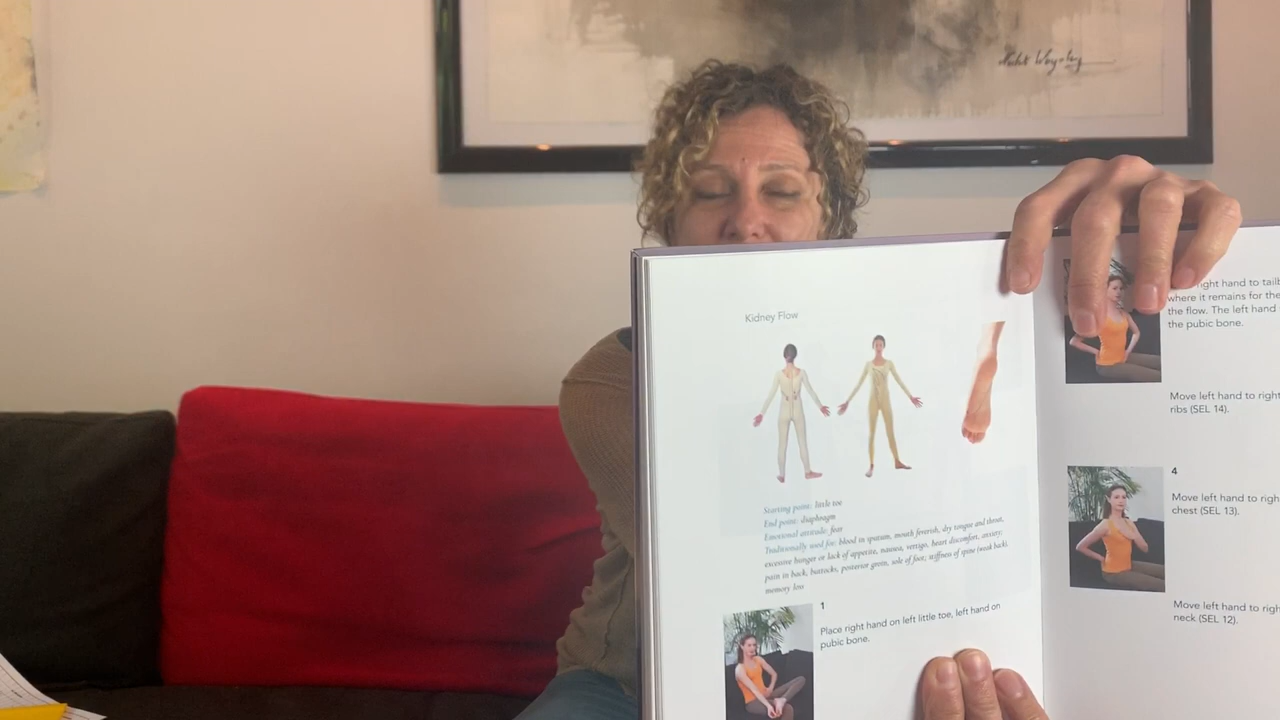 Kidney Flow
Starting point: little toe
End point: diaphragm
Emotional attitude: fear
Traditionally used for: blood in sputum, mouth feverish, dry tongue and throat,
excessive hunger or lack of appetite, nausea, vertigo, heart discomfort, anxiety;
pain in back, buttocks, posterior groin, sole of foot; stiffness of spine (weak back),
memory loss
1
Place right hand on left little toe, left hand on
pubic bone.
right hand to
where it remains for the
the flow. The left hand
the pubic bone.
Move left hand to right
ribs (SEL 14).
4
Move left hand to
chest (SEL 13).
Move left hand to
neck (SEL 12).